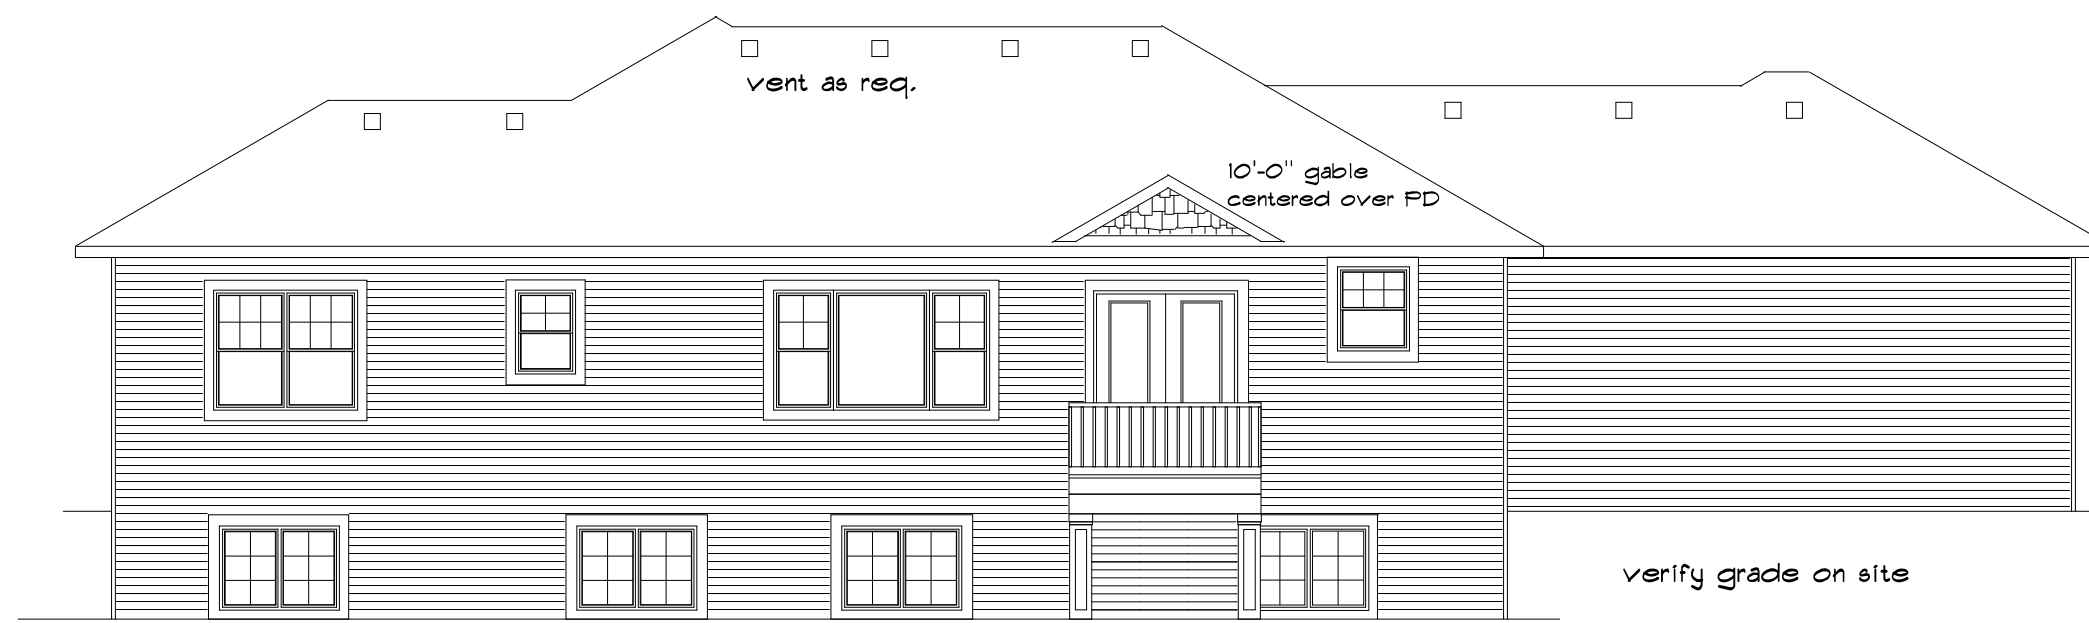 vent as req.
10'-0" gable
centered over PD
verify grade on site